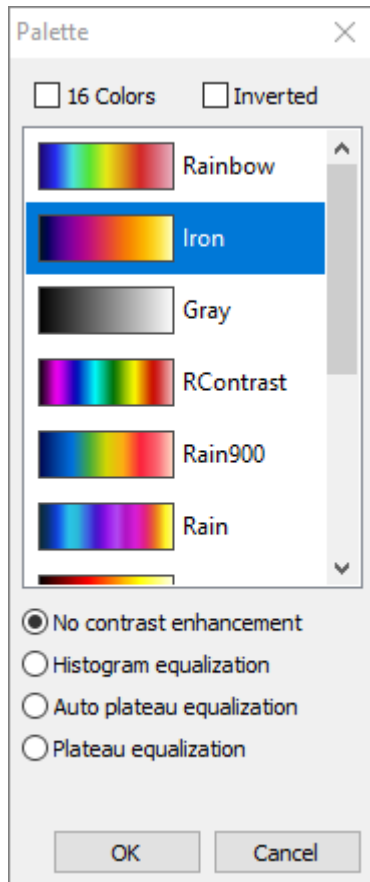 Palette
16 Colors Inverted
Rainbow
Iron
Gray
RContrast
Rain900
Rain
No contrast enhancement
Histogram equalization
Auto plateau equalization
Plateau equalization
OK Cancel